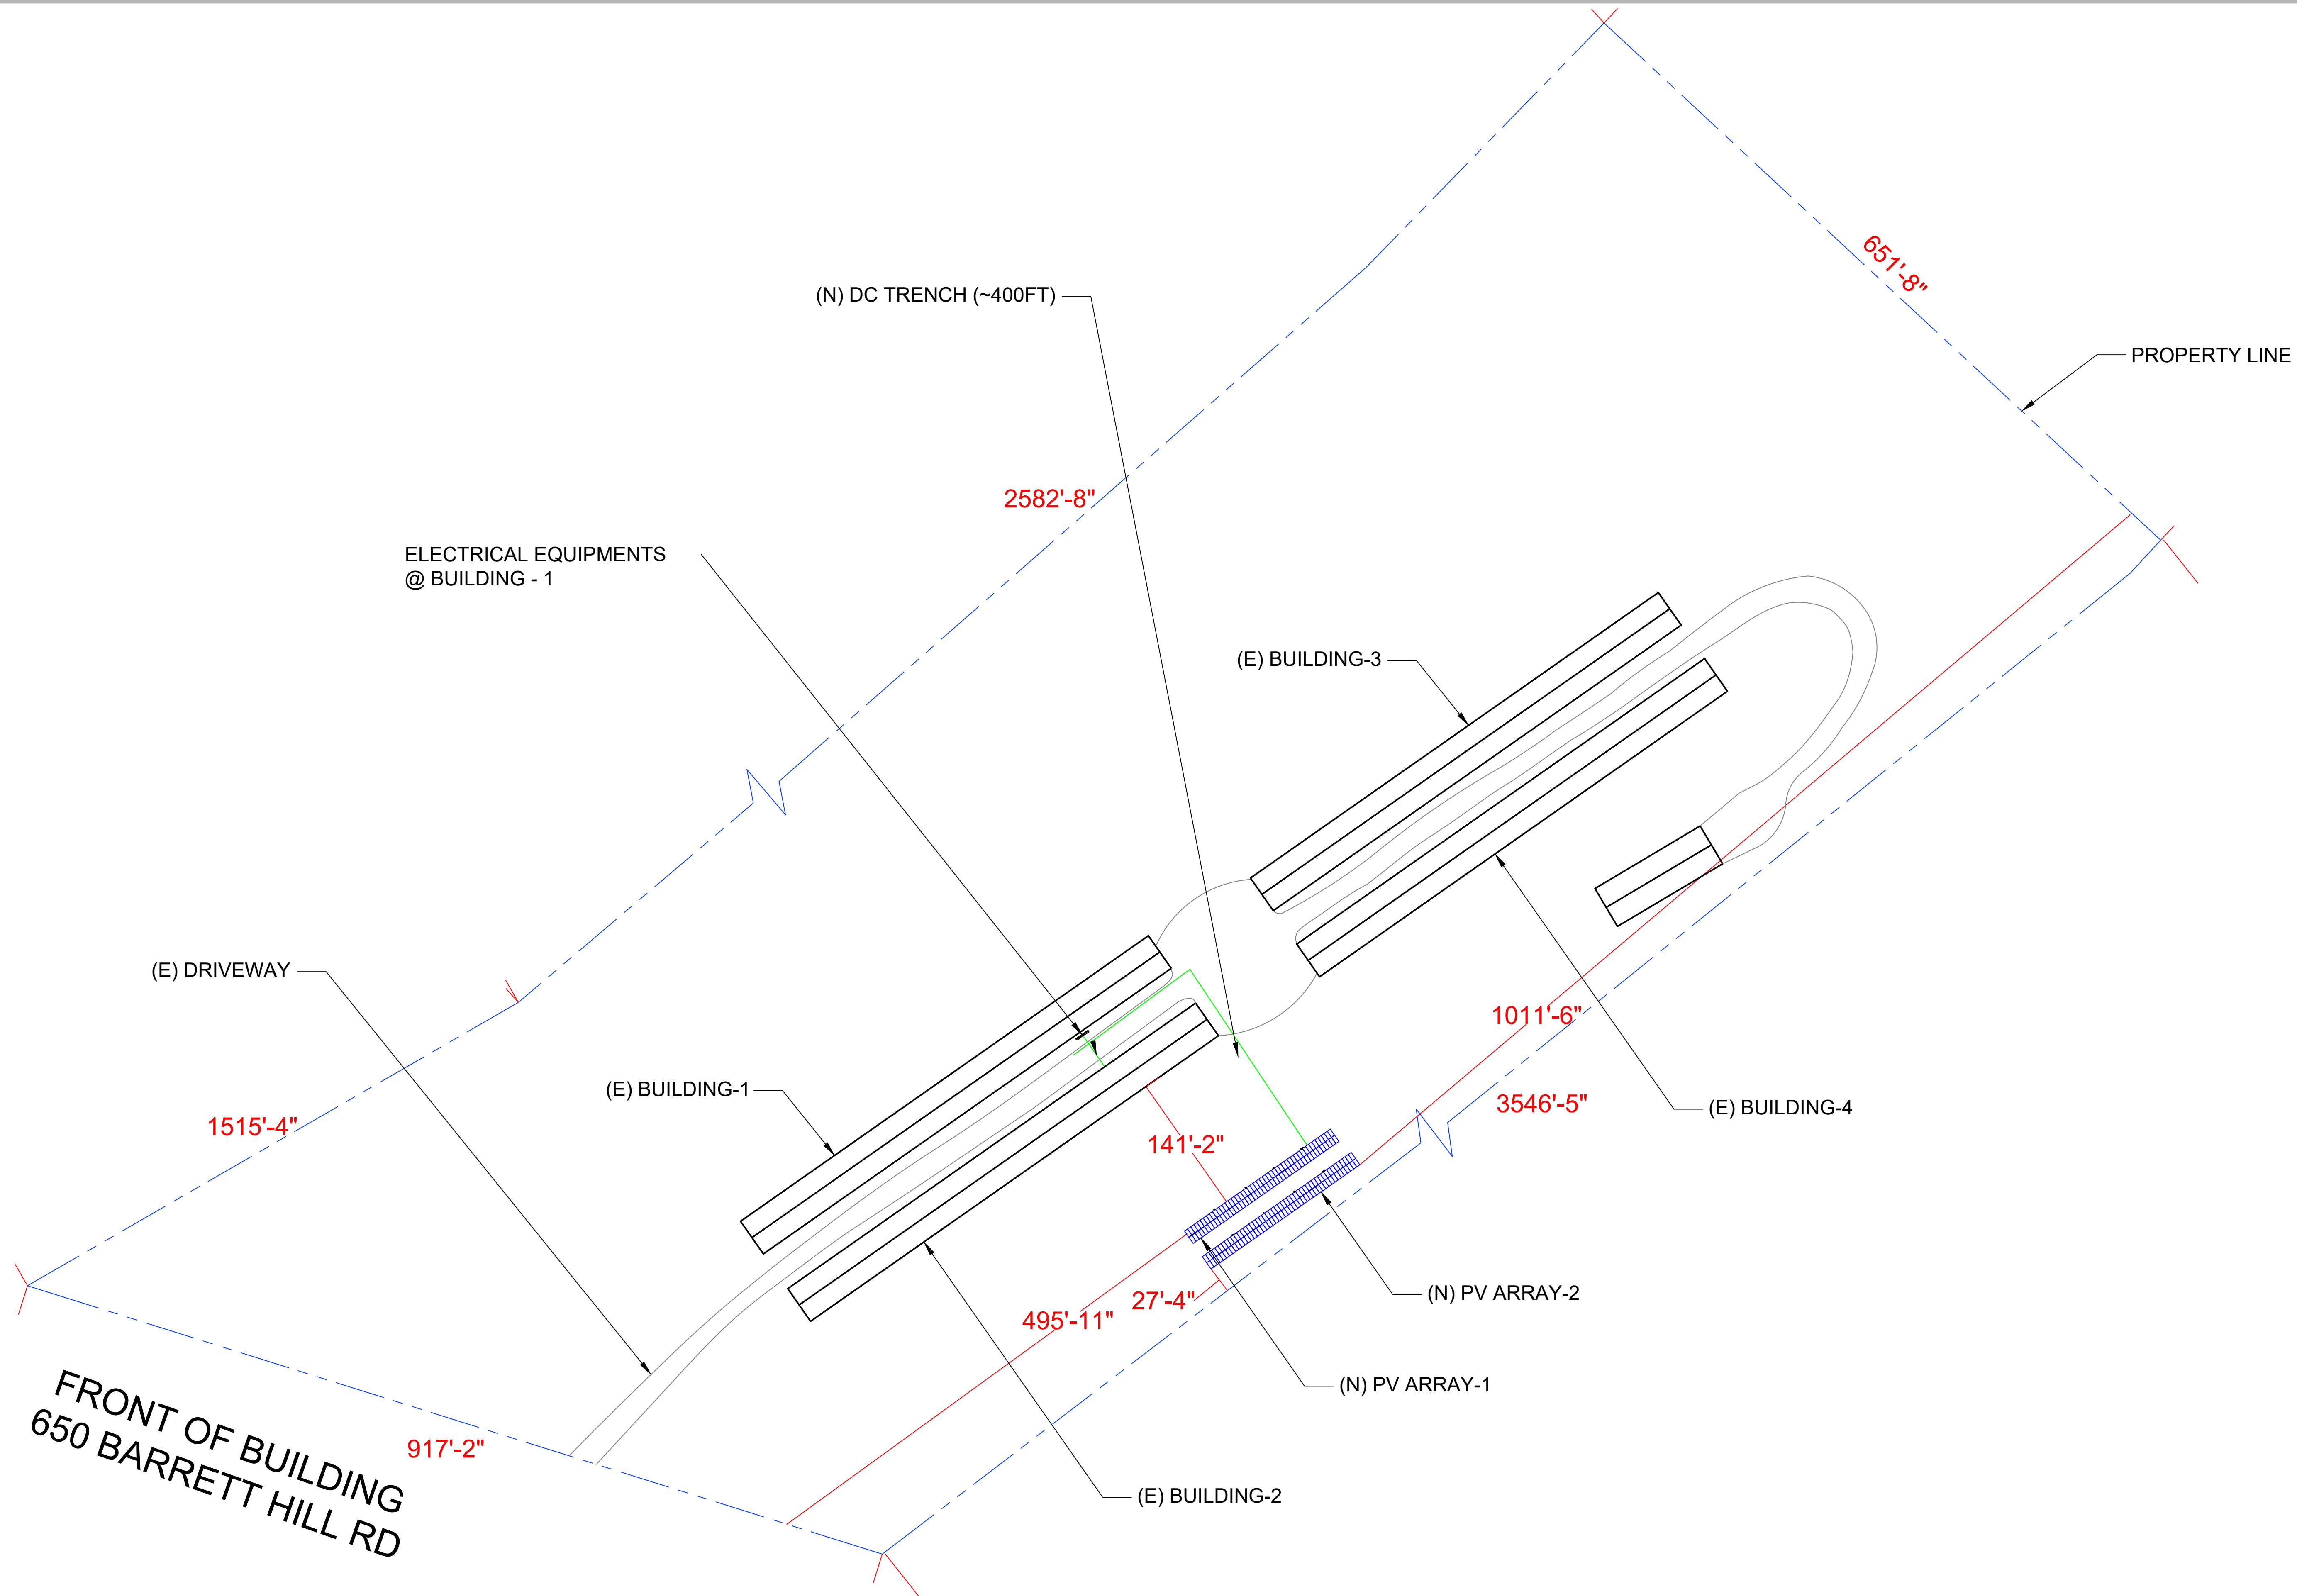 651'-8"
(N) DC TRENCH (~400FT)
PROPERTY LINE
2582'-8"
ELECTRICAL EQUIPMENTS
@ BUILDING - 1
(E) BUILDING-3
(E) DRIVEWAY
1011'-6"
(E) BUILDING-1
3546'-5"
(E) BUILDING-4
1515'-4"
141'-2"
(N) PV ARRAY-2
27'-4"
495'-11"
(N) PV ARRAY-1
FRONT OF BUILDING
650 BARRETT HILL RD
917'-2"
(E) BUILDING-2